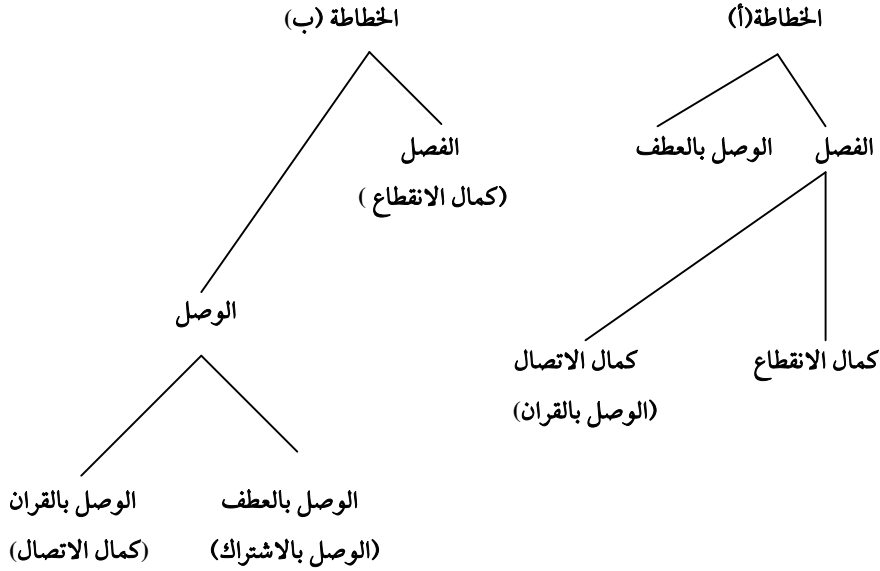 الخطاطة(أ)
الفصل
الوصل بالعطف
كمال الانقطاع
كمال الاتصال
(الوصل بالقران)
الخطاطة (ب)
الفصل
(كمال الانقطاع )
الوصل
الوصل بالعطف
(الوصل بالاشتراك)
الوصل بالقران
(كمال الاتصال)